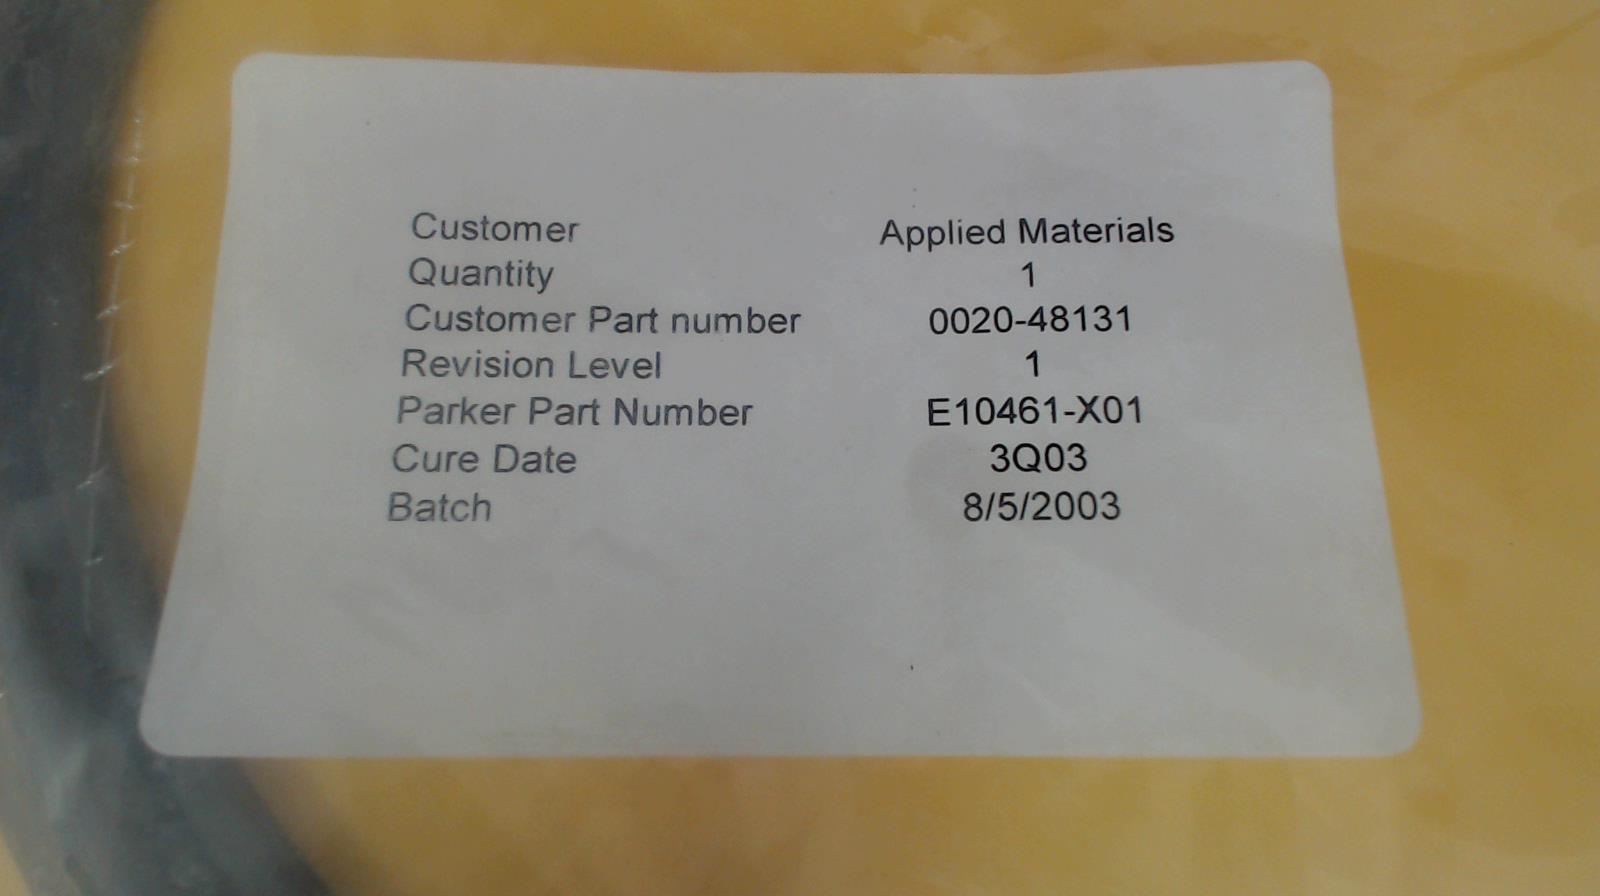 Customer Applied Materials
Quantity 1
Customer Part number 0020-48131
Revision Level 1
Parker Part Number E10461-X01
Cure Date 3Q03
Batch 8/5/2003